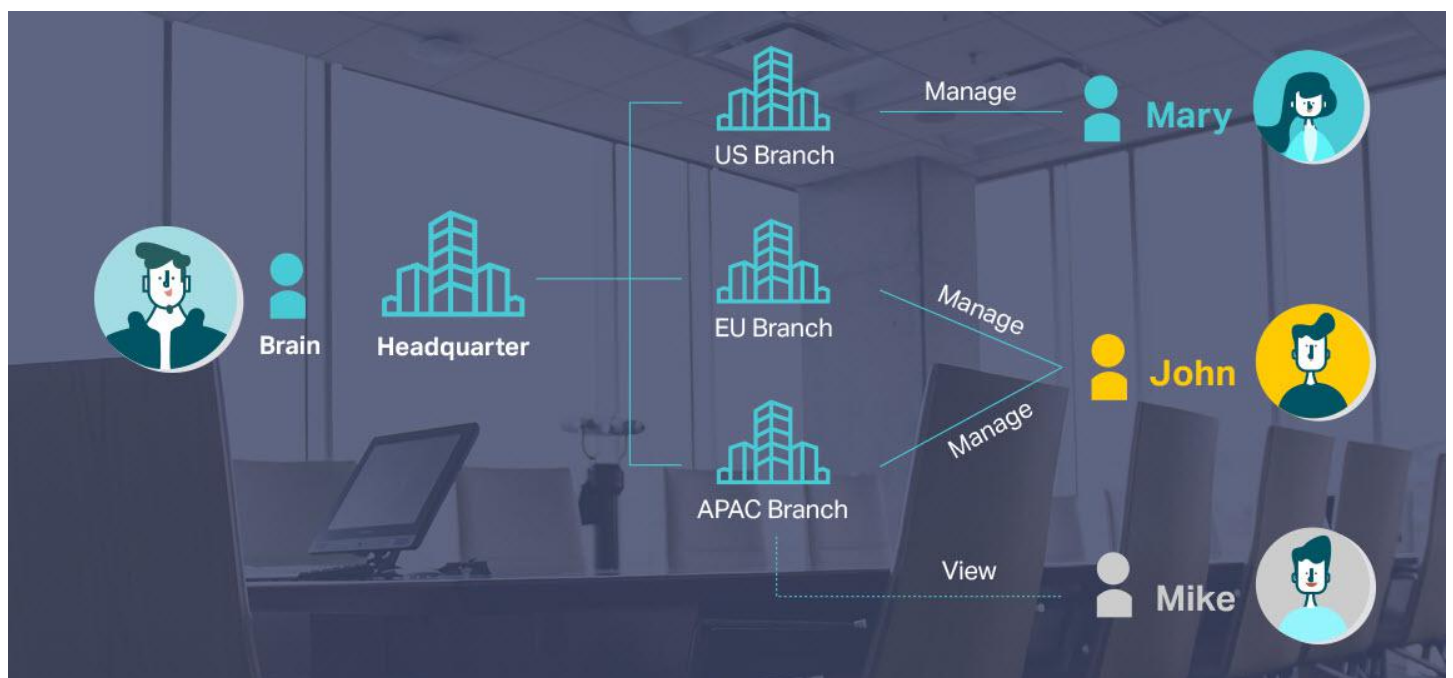 US Branch
Manage
Mary
Brain
Headquarter
EU Branch
Manage
John
Manage
APAC Branch
View
Mike